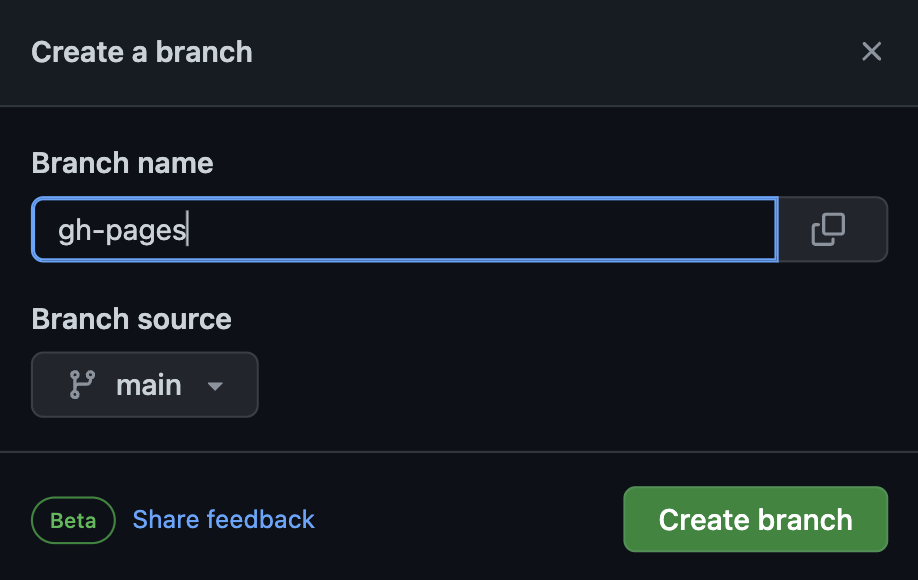 Create a branch
Branch name
gh-pages
Branch source
main
Beta Share feedback
Create branch